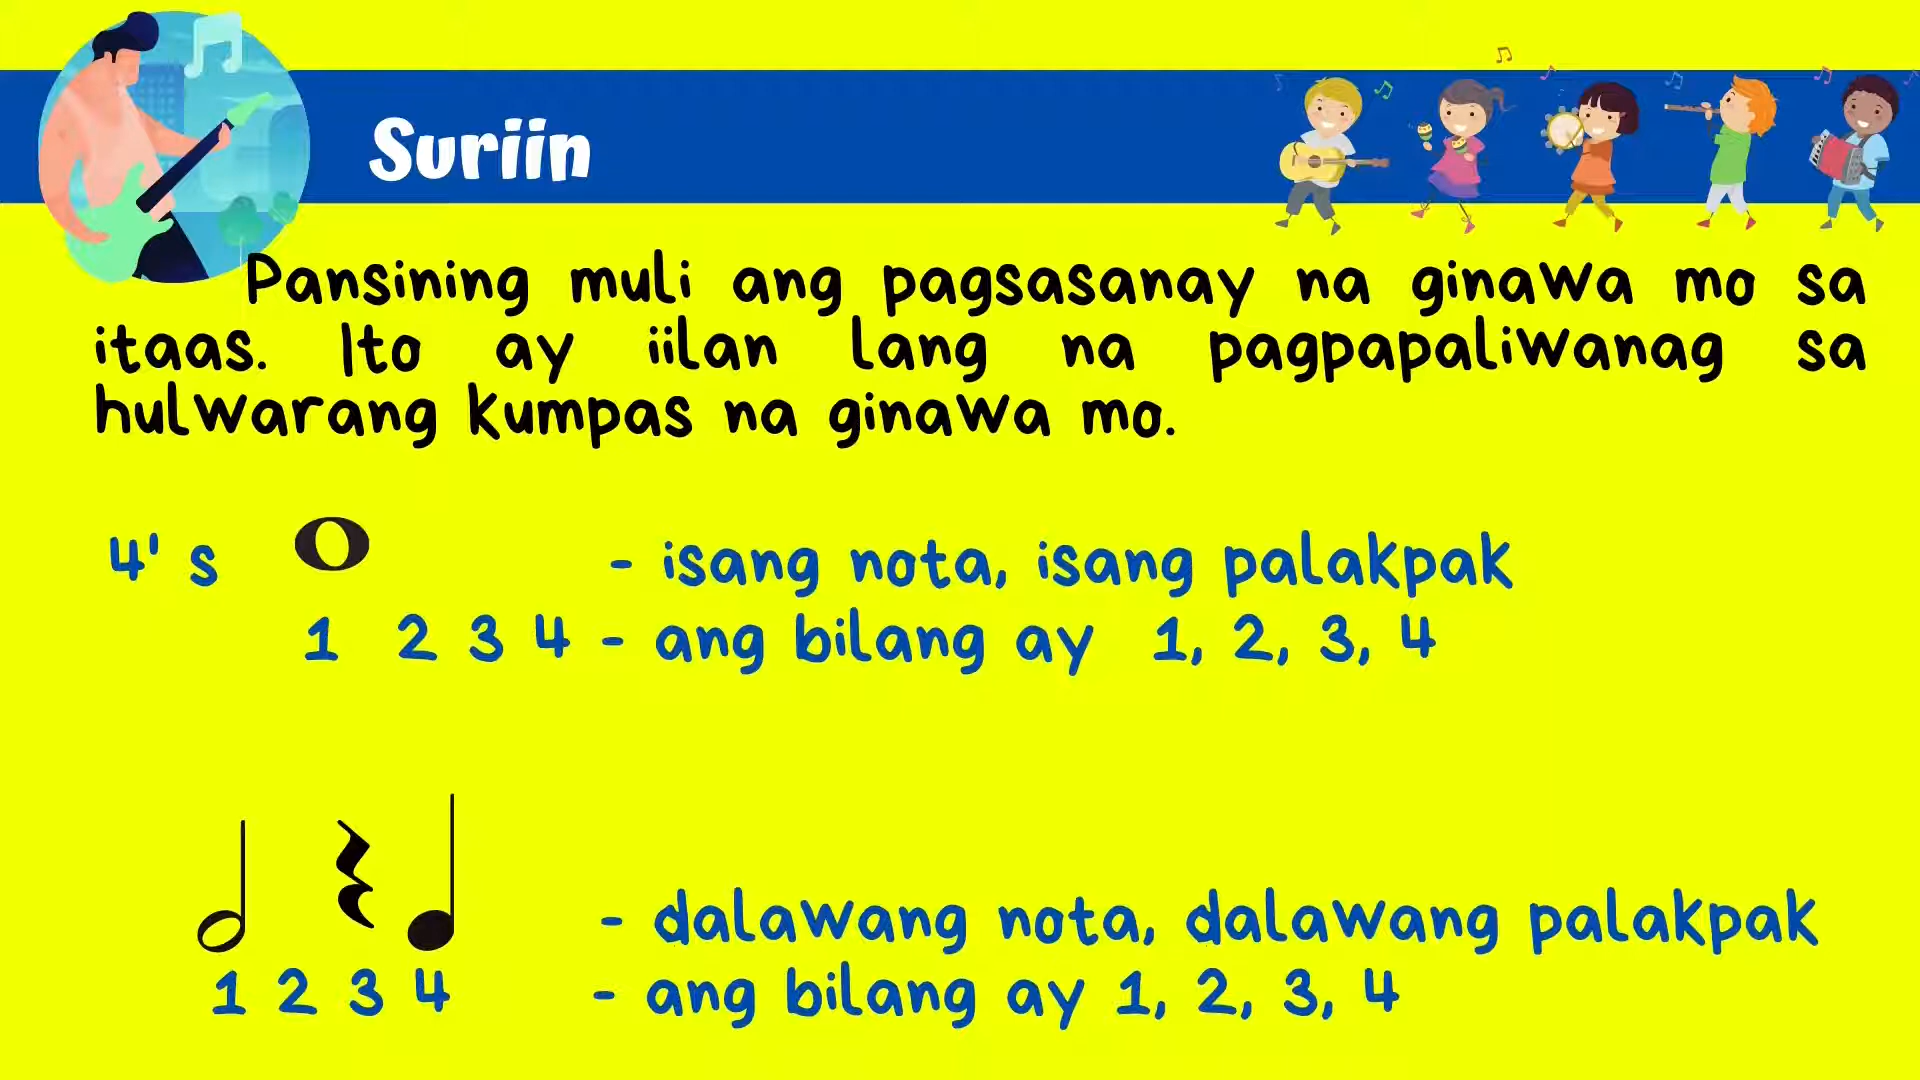 Suriin
Pansining muli ang pagsasanay na ginawa mo sa
itaas. Ito ay iilan lang na pagpapaliwanag sa
hulwarang kumpas na ginawa mo.
4' s - isang nota, isang palakpak
1 2 3 4 - ang bilang ay 1, 2, 3, 4
- dalawang nota, dalawang palakpak
1 2 3 4 - ang bilang ay 1, 2, 3, 4